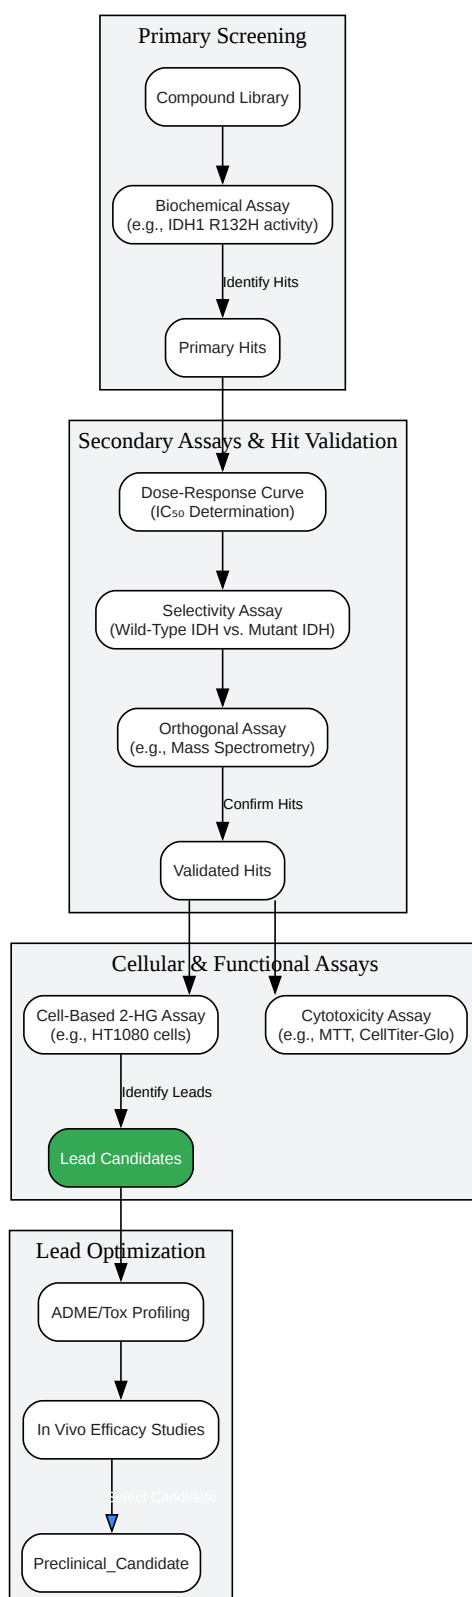 Primary Screening
Compound Library
Biochemical Assay
(e.g., IDH1 R132H activity)
Identify Hits
Primary Hits
Secondary Assays & Hit Validation
Dose-Response Curve
(IC₅₀ Determination)
Selectivity Assay
(Wild-Type IDH vs. Mutant IDH)
Orthogonal Assay
(e.g., Mass Spectrometry)
Confirm Hits
Validated Hits
Cellular & Functional Assays
Cell-Based 2-HG Assay
(e.g., HT1080 cells)
Cytotoxicity Assay
(e.g., MTT, CellTiter-Glo)
Identify Leads
Lead Candidates
Lead Optimization
ADME/Tox Profiling
In Vivo Efficacy Studies
Select Candidate
Preclinical_Candidate